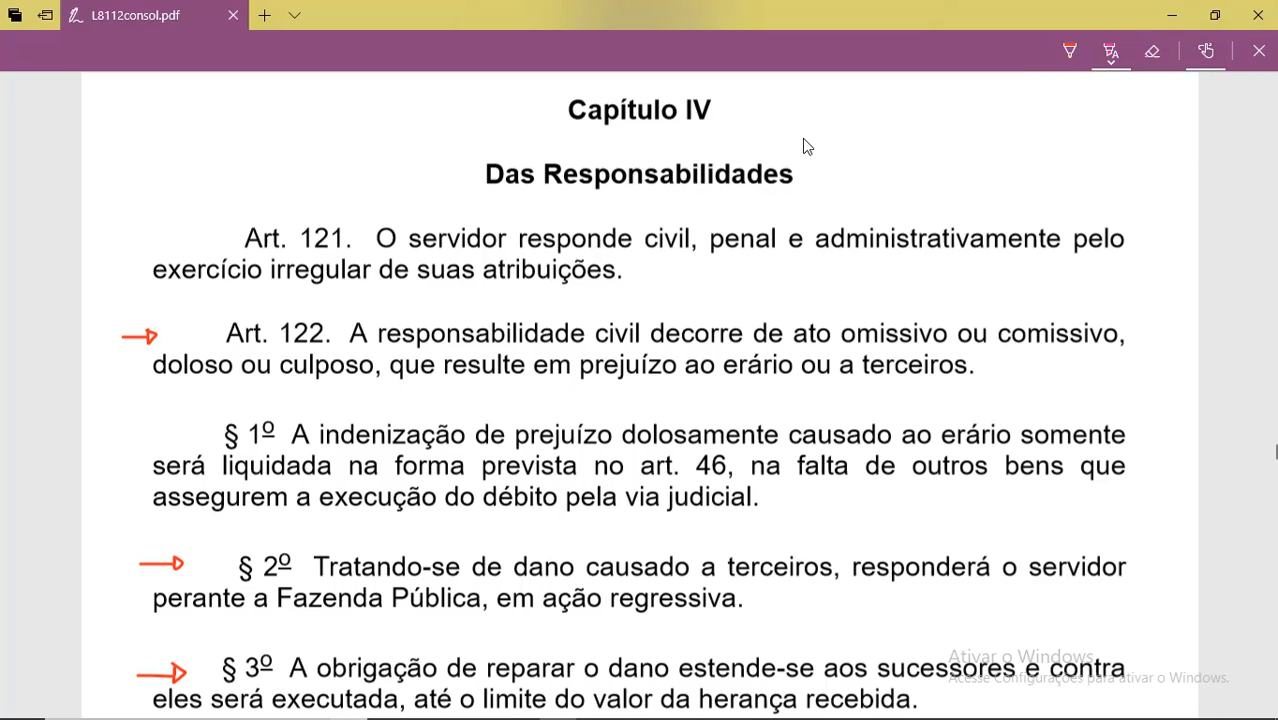 L8112consol.pdf
Capítulo IV
Das Responsabilidades
Art. 121. O servidor responde civil, penal e administrativamente pelo
exercício irregular de suas atribuições.
Art. 122. A responsabilidade civil decorre de ato omissivo ou comissivo,
doloso ou culposo, que resulte em prejuízo ao erário ou a terceiros.
§ 1º A indenização de prejuízo dolosamente causado ao erário somente
será liquidada na forma prevista no art. 46, na falta de outros bens que
assegurem a execução do débito pela via judicial.
§ 2º Tratando-se de dano causado a terceiros, responderá o servidor
perante a Fazenda Pública, em ação regressiva.
§ 3º A obrigação de reparar o dano estende-se aos sucessores e contra
eles será executada, até o limite do valor da herança recebida.
Ativar o Windows
Acesse Configurações para ativar o Windows.